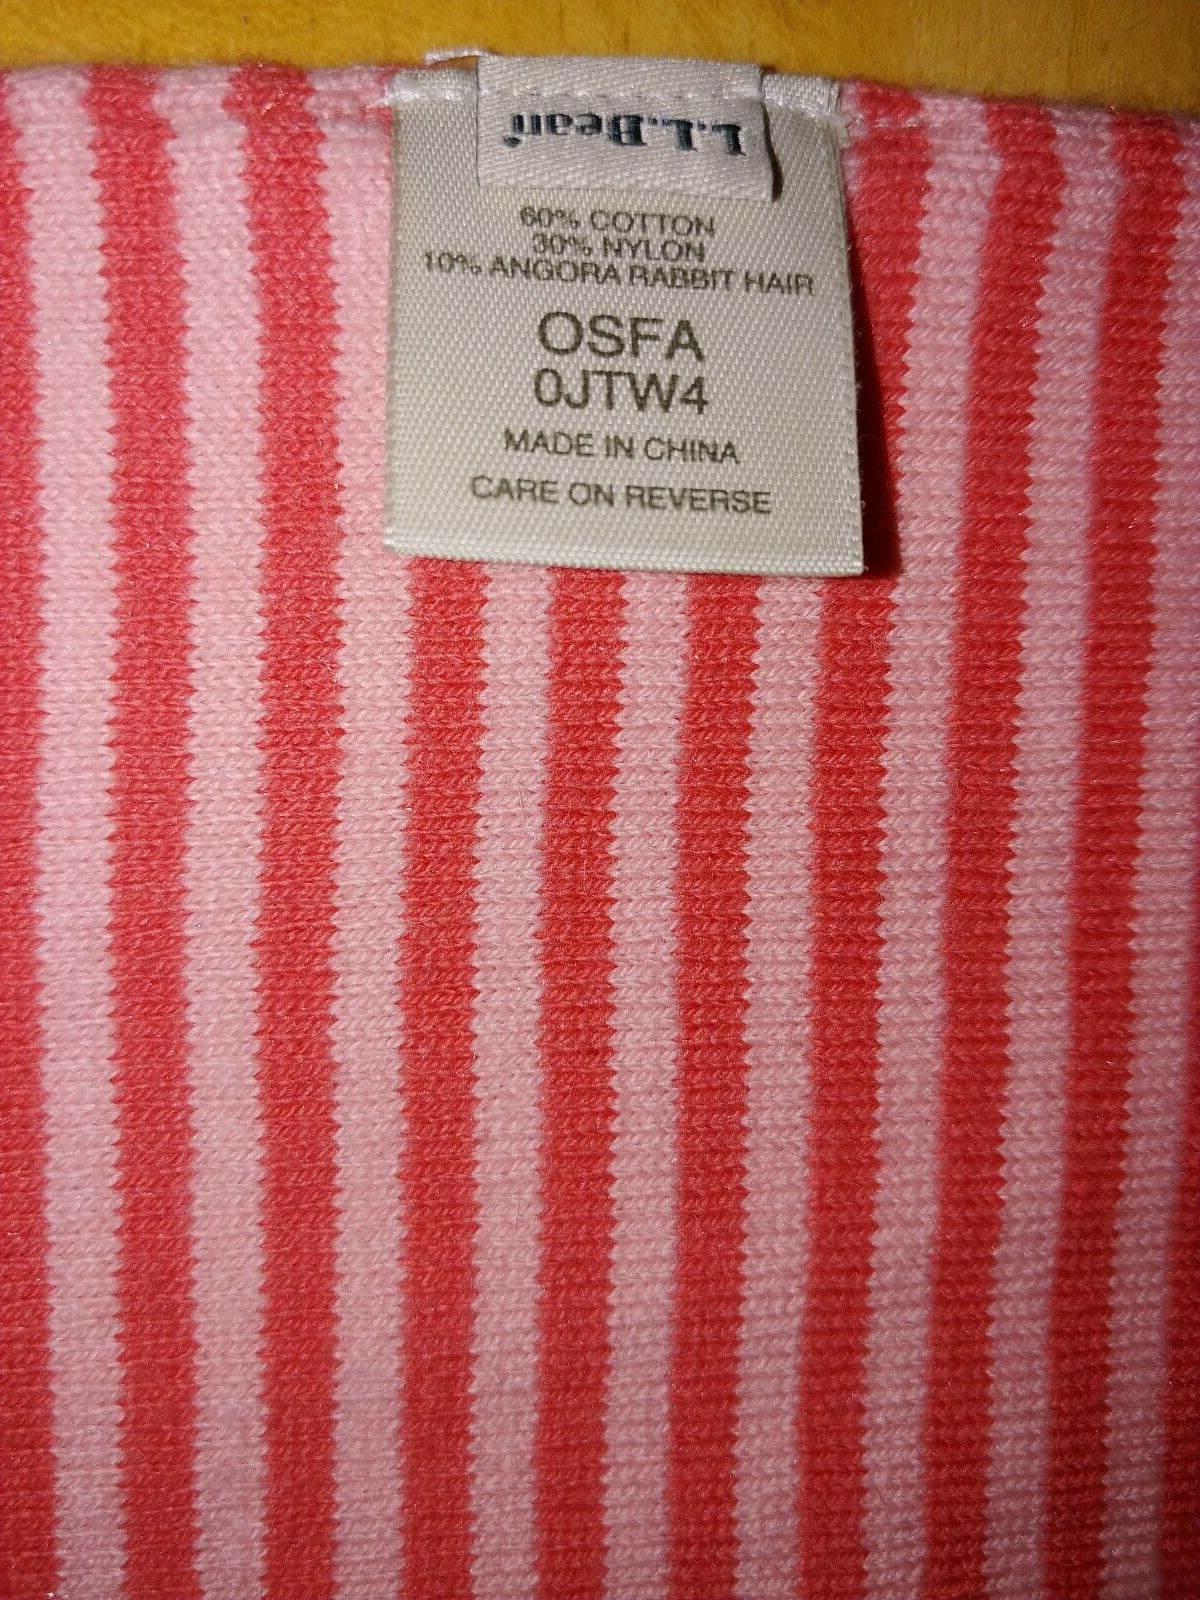 L.L.Bean
60% COTTON
30% NYLON
10% ANGORA RABBIT HAIR
OSFA
0JTW4
MADE IN CHINA
CARE ON REVERSE